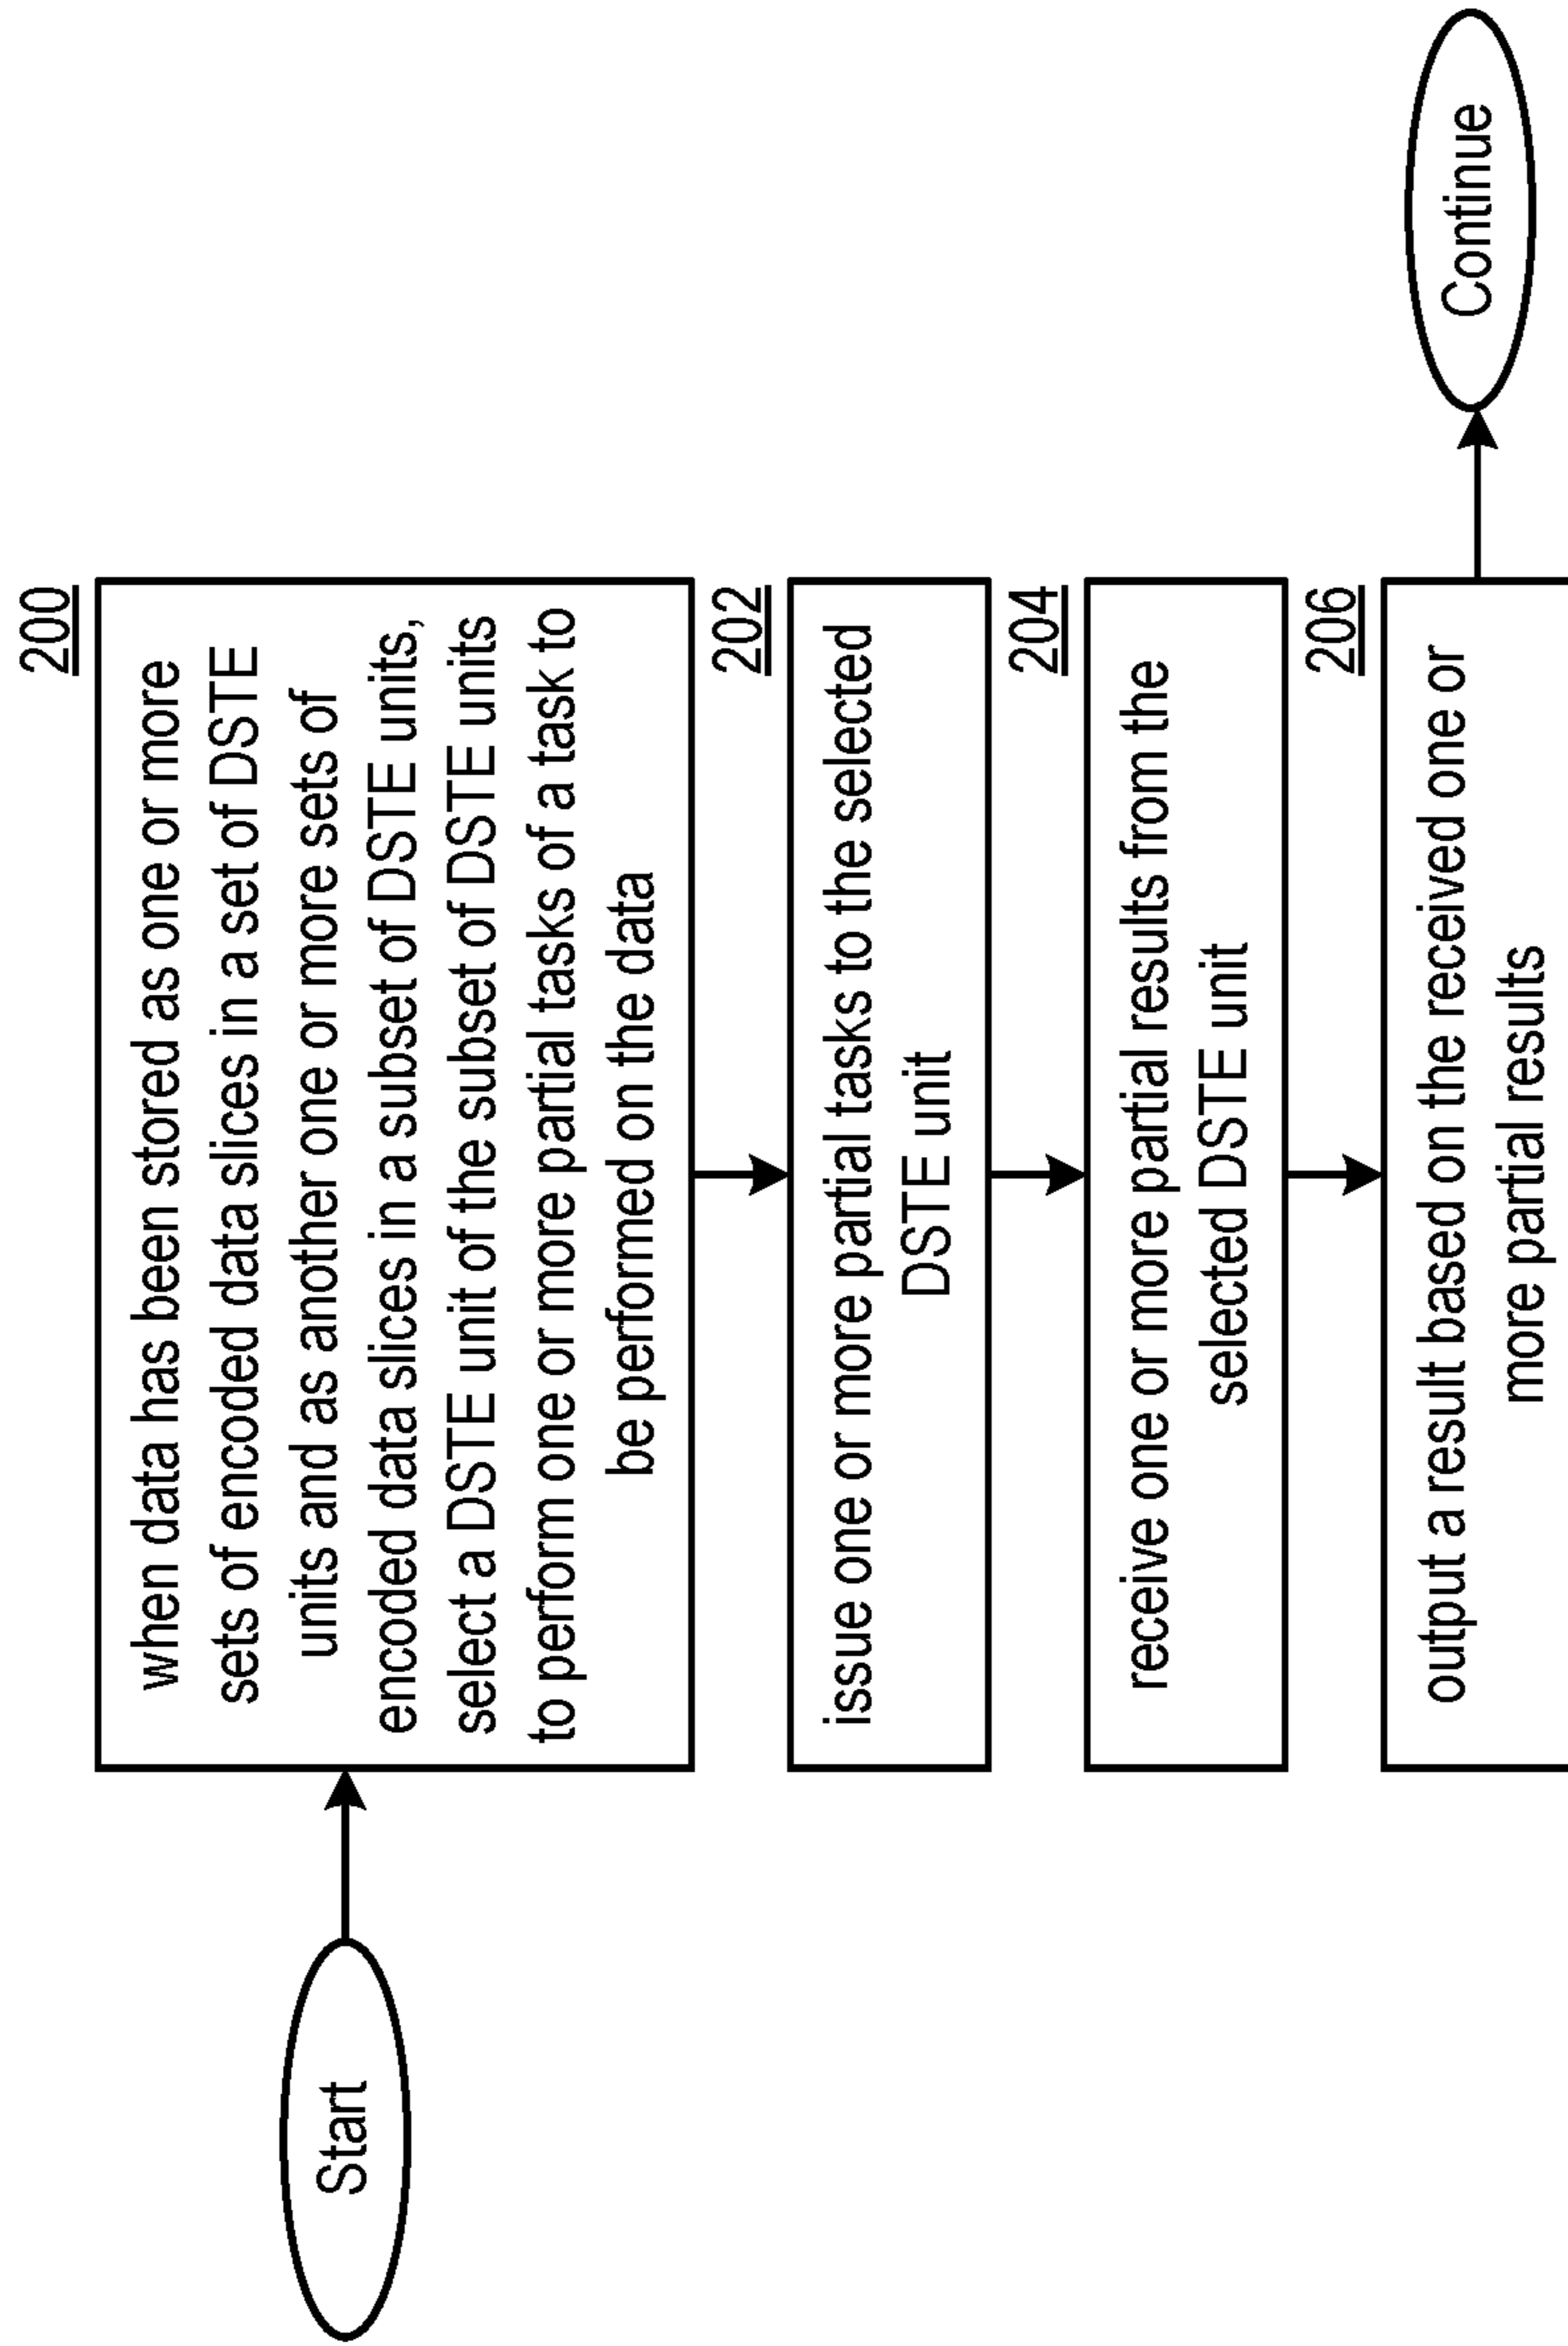 Start
200
when data has been stored as one or more
sets of encoded data slices in a set of DSTE
units and as another one or more sets of
encoded data slices in a subset of DSTE units,
select a DSTE unit of the subset of DSTE units
to perform one or more partial tasks of a task to
be performed on the data
202
issue one or more partial tasks to the selected
DSTE unit
204
receive one or more partial results from the
selected DSTE unit
206
output a result based on the received one or
more partial results
Continue